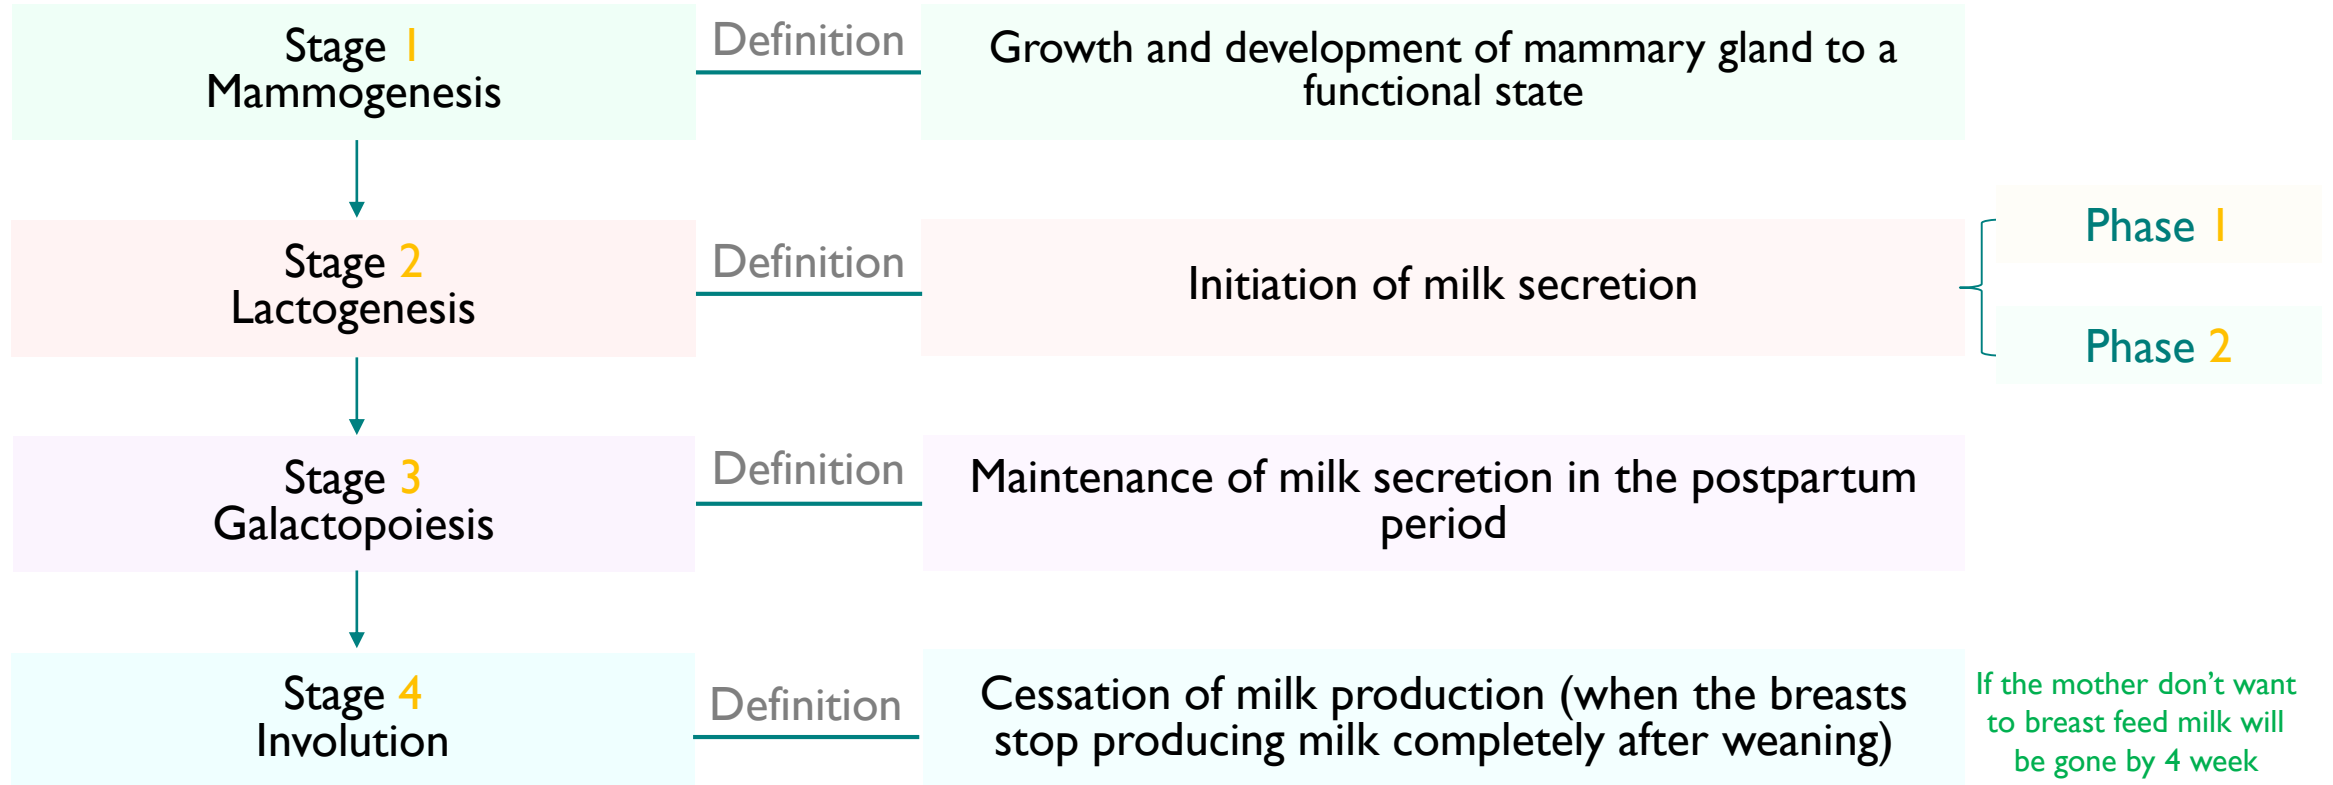 Stage 1
Mammogenesis
Definition
Growth and development of mammary gland to a
functional state
Stage 2
Lactogenesis
Definition
Initiation of milk secretion
Phase 1
Phase 2
Stage 3
Galactopoiesis
Definition
Maintenance of milk secretion in the postpartum
period
Stage 4
Involution
Definition
Cessation of milk production (when the breasts
stop producing milk completely after weaning)
If the mother don’t want
to breast feed milk will
be gone by 4 week